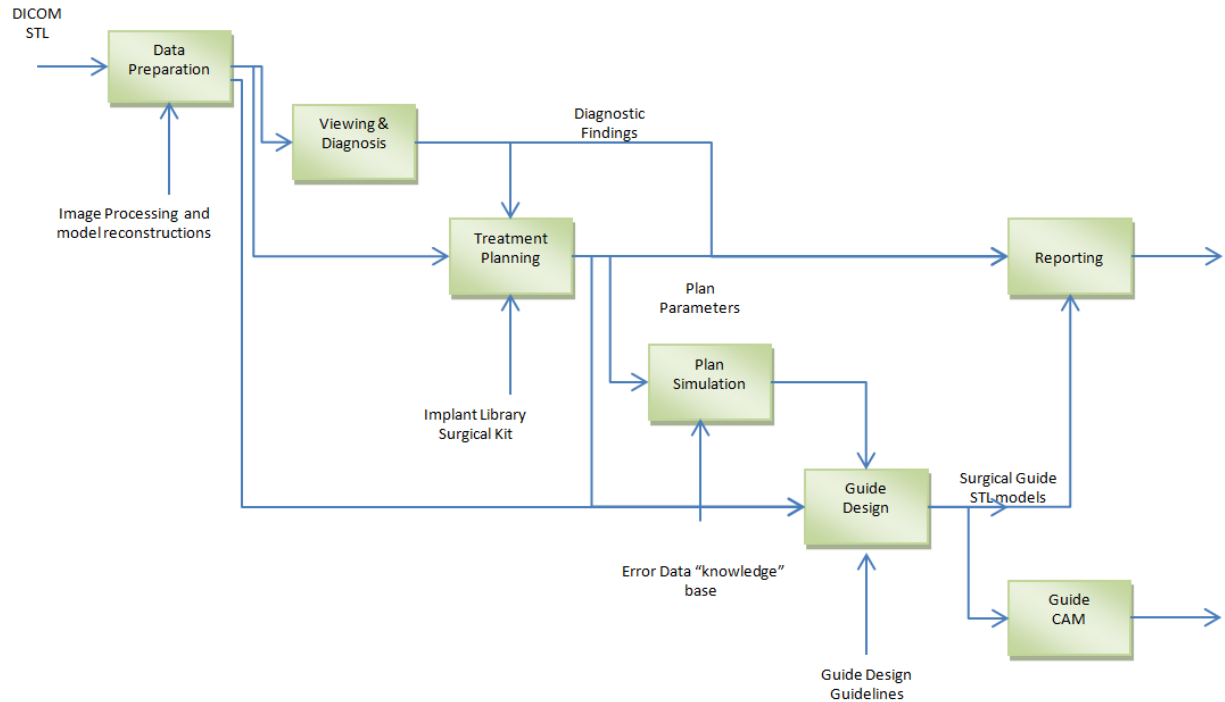 DICOM
STL
Data
Preparation
Viewing &
Diagnosis
Diagnostic
Findings
Image Processing and
model reconstructions
Treatment
Planning
Reporting
Plan
Parameters
Plan
Simulation
Implant Library
Surgical Kit
Guide
Design
Surgical Guide
STL models
Error Data “knowledge”
base
Guide
CAM
Guide Design
Guidelines